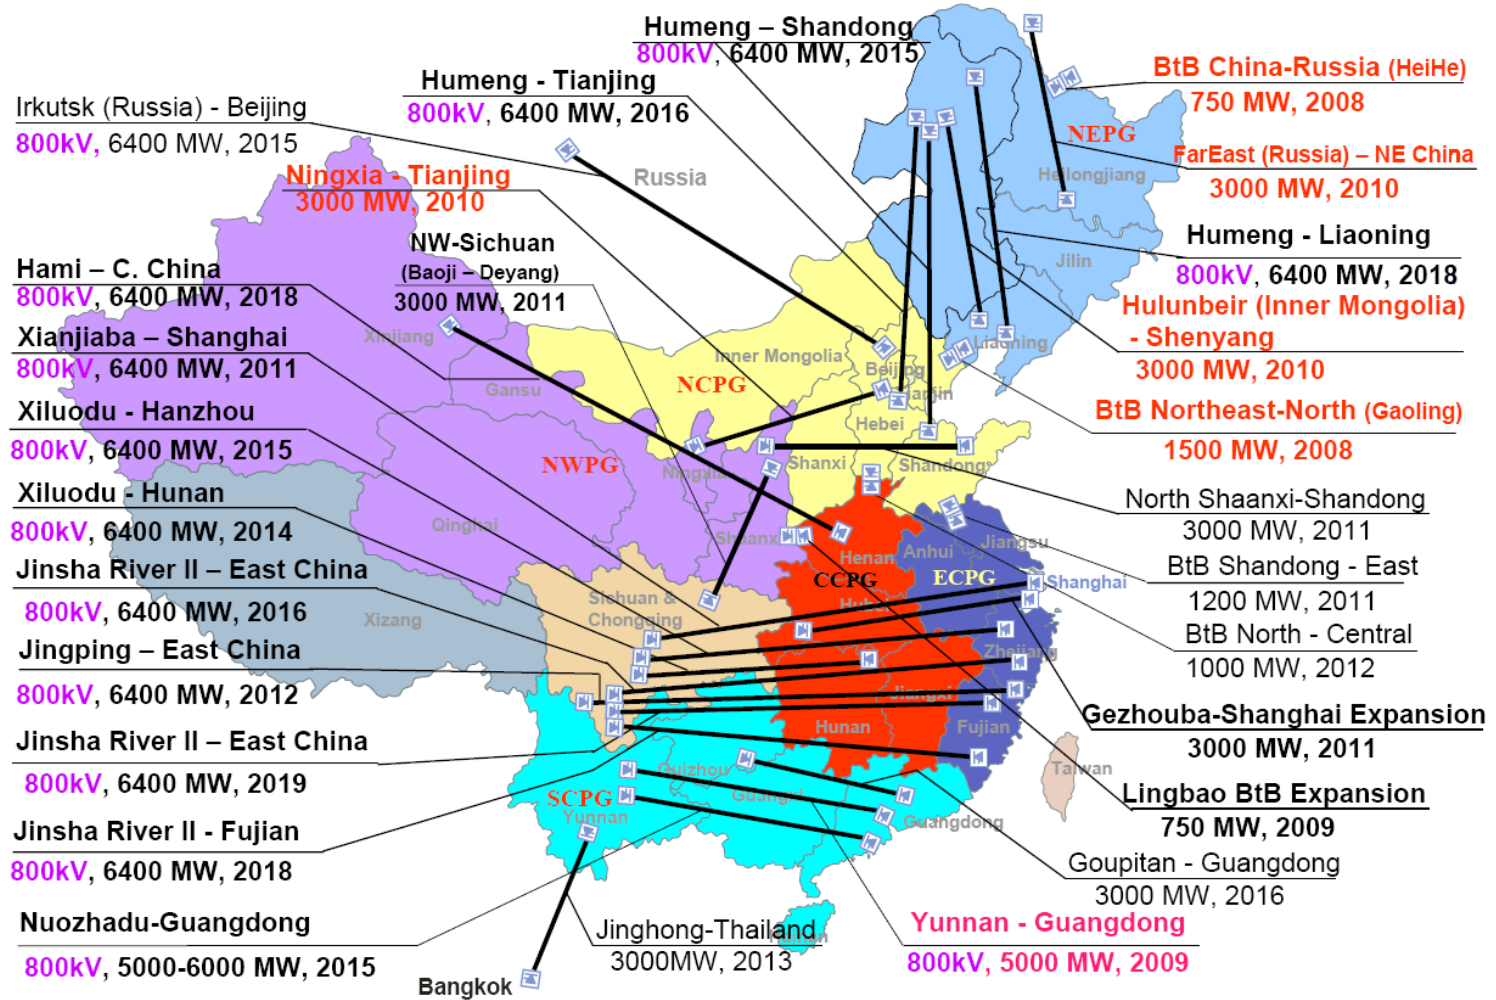 Humeng – Shandong
800kV, 6400 MW, 2015
Humeng - Tianjing
800kV, 6400 MW, 2016
Irkutsk (Russia) - Beijing
800kV, 6400 MW, 2015
Ningxia - Tianjing
3000 MW, 2010
NW-Sichuan
(Baoji – Deyang)
3000 MW, 2011
Hami – C. China
800kV, 6400 MW, 2018
Xianjiaba – Shanghai
800kV, 6400 MW, 2011
Xiluodu - Hanzhou
800kV, 6400 MW, 2015
Xiluodu - Hunan
800kV, 6400 MW, 2014
Jinsha River II – East China
800kV, 6400 MW, 2016
Jingping – East China
800kV, 6400 MW, 2012
Jinsha River II – East China
800kV, 6400 MW, 2019
Jinsha River II - Fujian
800kV, 6400 MW, 2018
Nuozhadu-Guangdong
800kV, 5000-6000 MW, 2015
Bangkok
Jinghong-Thailand
3000MW, 2013
Yunnan - Guangdong
800kV, 5000 MW, 2009
Goupitan - Guangdong
3000 MW, 2016
Lingbao BtB Expansion
750 MW, 2009
Gezhouba-Shanghai Expansion
3000 MW, 2011
BtB North - Central
1000 MW, 2012
BtB Shandong - East
1200 MW, 2011
North Shaanxi-Shandong
3000 MW, 2011
BtB Northeast-North (Gaoling)
1500 MW, 2008
Hulunbeir (Inner Mongolia)
- Shenyang
3000 MW, 2010
Humeng - Liaoning
800kV, 6400 MW, 2018
FarEast (Russia) – NE China
3000 MW, 2010
BtB China-Russia (HeiHe)
750 MW, 2008
Russia
NEPG
Heilongjiang
Jilin
Liaoning
Inner Mongolia
NCPG
Beijing
Tianjin
Hebei
Shanxi
Shandong
Xinjiang
Gansu
NWPG
Ningxia
Qinghai
Shaanxi
Xizang
Sichuan &
Chongqing
Henan
CCPG
Hubei
Hunan
Jiangxi
Anhui
Jiangsu
ECPG
Shanghai
Zhejiang
Fujian
Taiwan
SCPG
Yunnan
Guizhou
Guangxi
Guangdong
Hainan